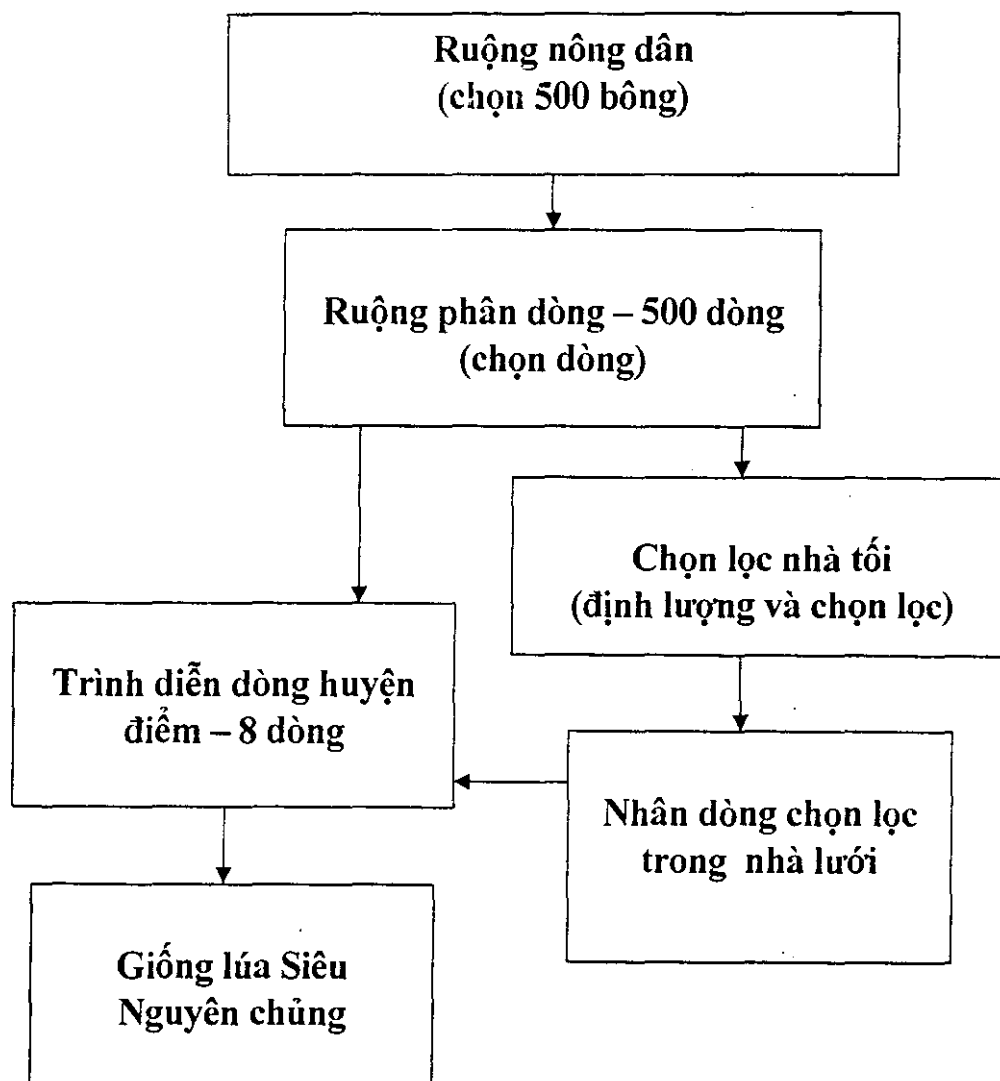 Ruộng nông dân
(chọn 500 bông)
Ruộng phân dòng – 500 dòng
(chọn dòng)
Chọn lọc nhà tối
(định lượng và chọn lọc)
Trình diễn dòng huyện
điểm – 8 dòng
Nhân dòng chọn lọc
trong nhà lưới
Giống lúa Siêu
Nguyên chủng